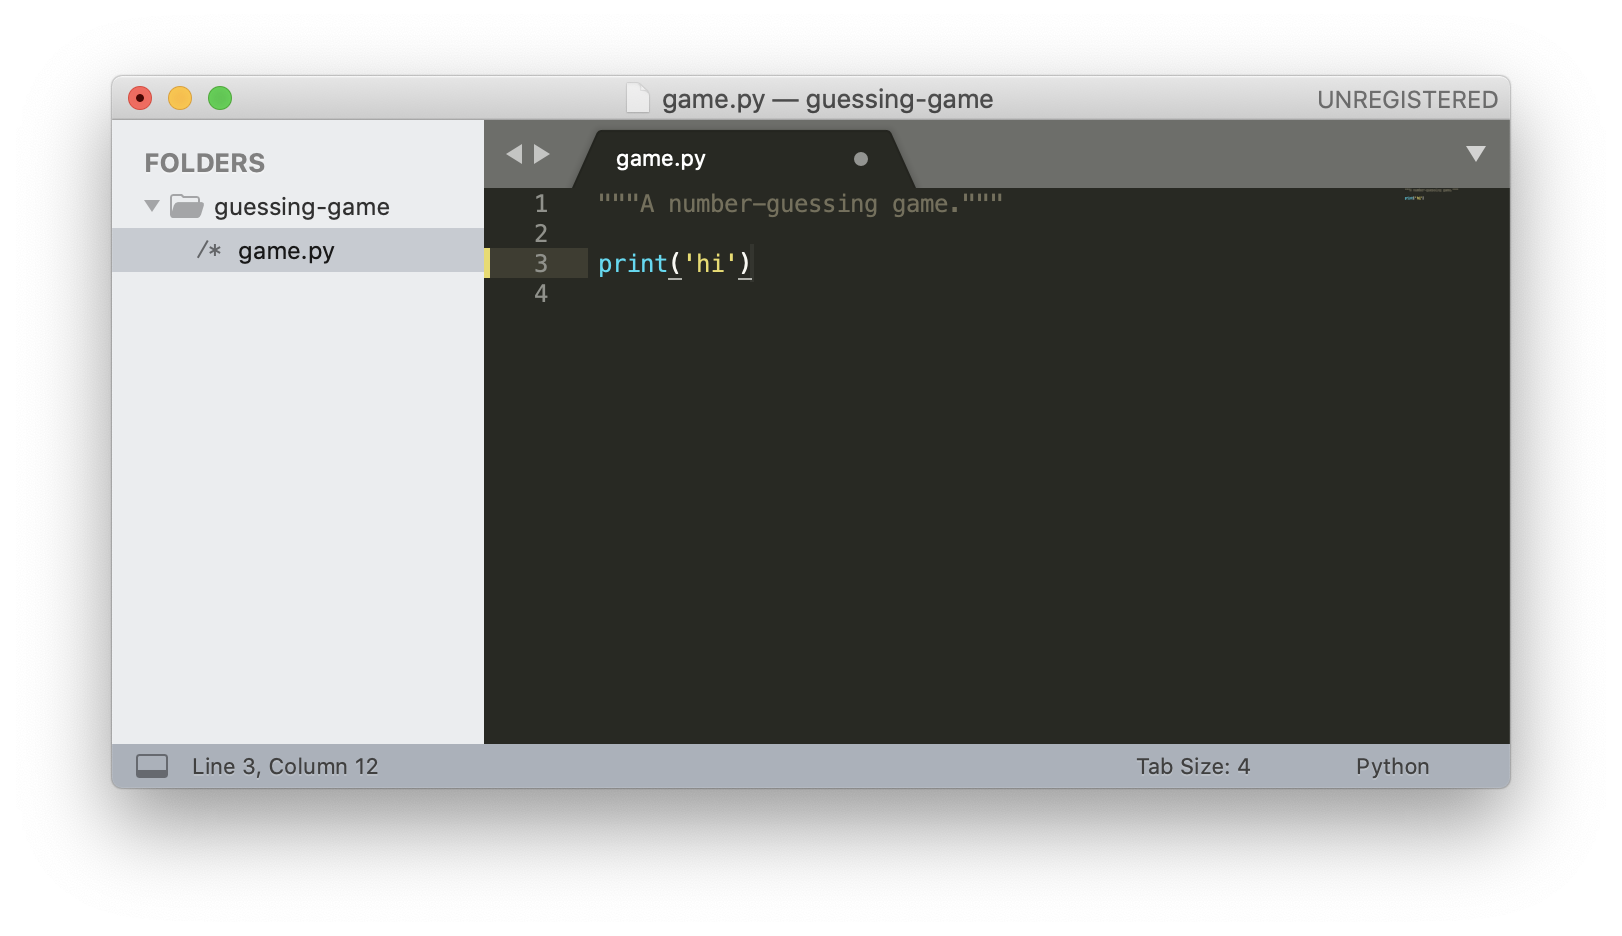 game.py — guessing-game
UNREGISTERED
FOLDERS
guessing-game
/* game.py
game.py
1 """A number-guessing game."""
2
3 print('hi')
4
Line 3, Column 12
Tab Size: 4
Python